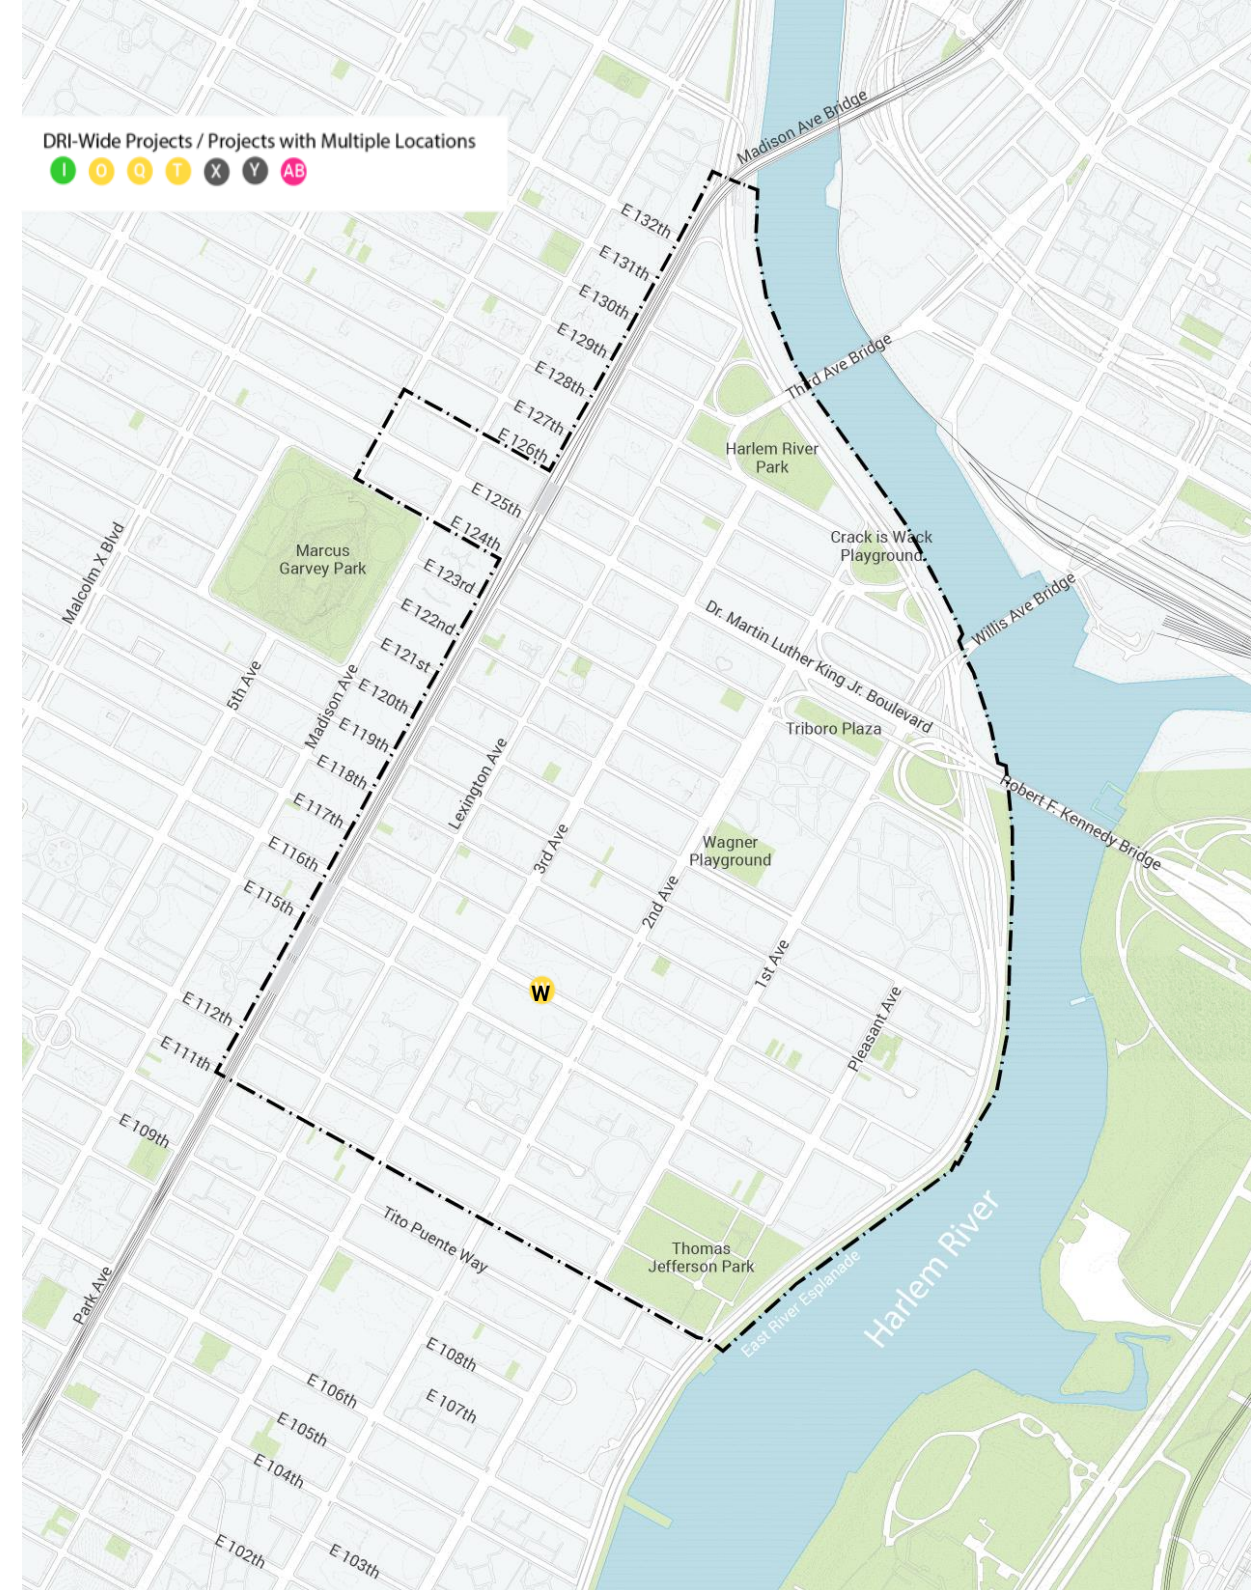 Madison Ave Bridge
DRI-Wide Projects / Projects with Multiple Locations
I O Q T X Y AB
E 132th
E 131th
E 130th
E 129th
E 128th
E 127th
E 126th
Third Ave Bridge
Harlem River
Park
E 125th
E 124th
Crack is Wack
Playground
Marcus
Garvey Park
Malcolm X Blvd
E 123rd
E 122nd
E 121st
E 120th
E 119th
E 118th
E 117th
E 116th
E 115th
Willis Ave Bridge
Dr. Martin Luther King Jr. Boulevard
5th Ave
Madison Ave
Triboro Plaza
Lexington Ave
Robert F. Kennedy Bridge
3rd Ave
Wagner
Playground
2nd Ave
1st Ave
W
Pleasant Ave
E 112th
E 111th
E 109th
Tito Puente Way
Thomas
Jefferson Park
Harlem River
East River Esplanade
Park Ave
E 108th
E 107th
E 106th
E 105th
E 104th
E 103th
E 102th